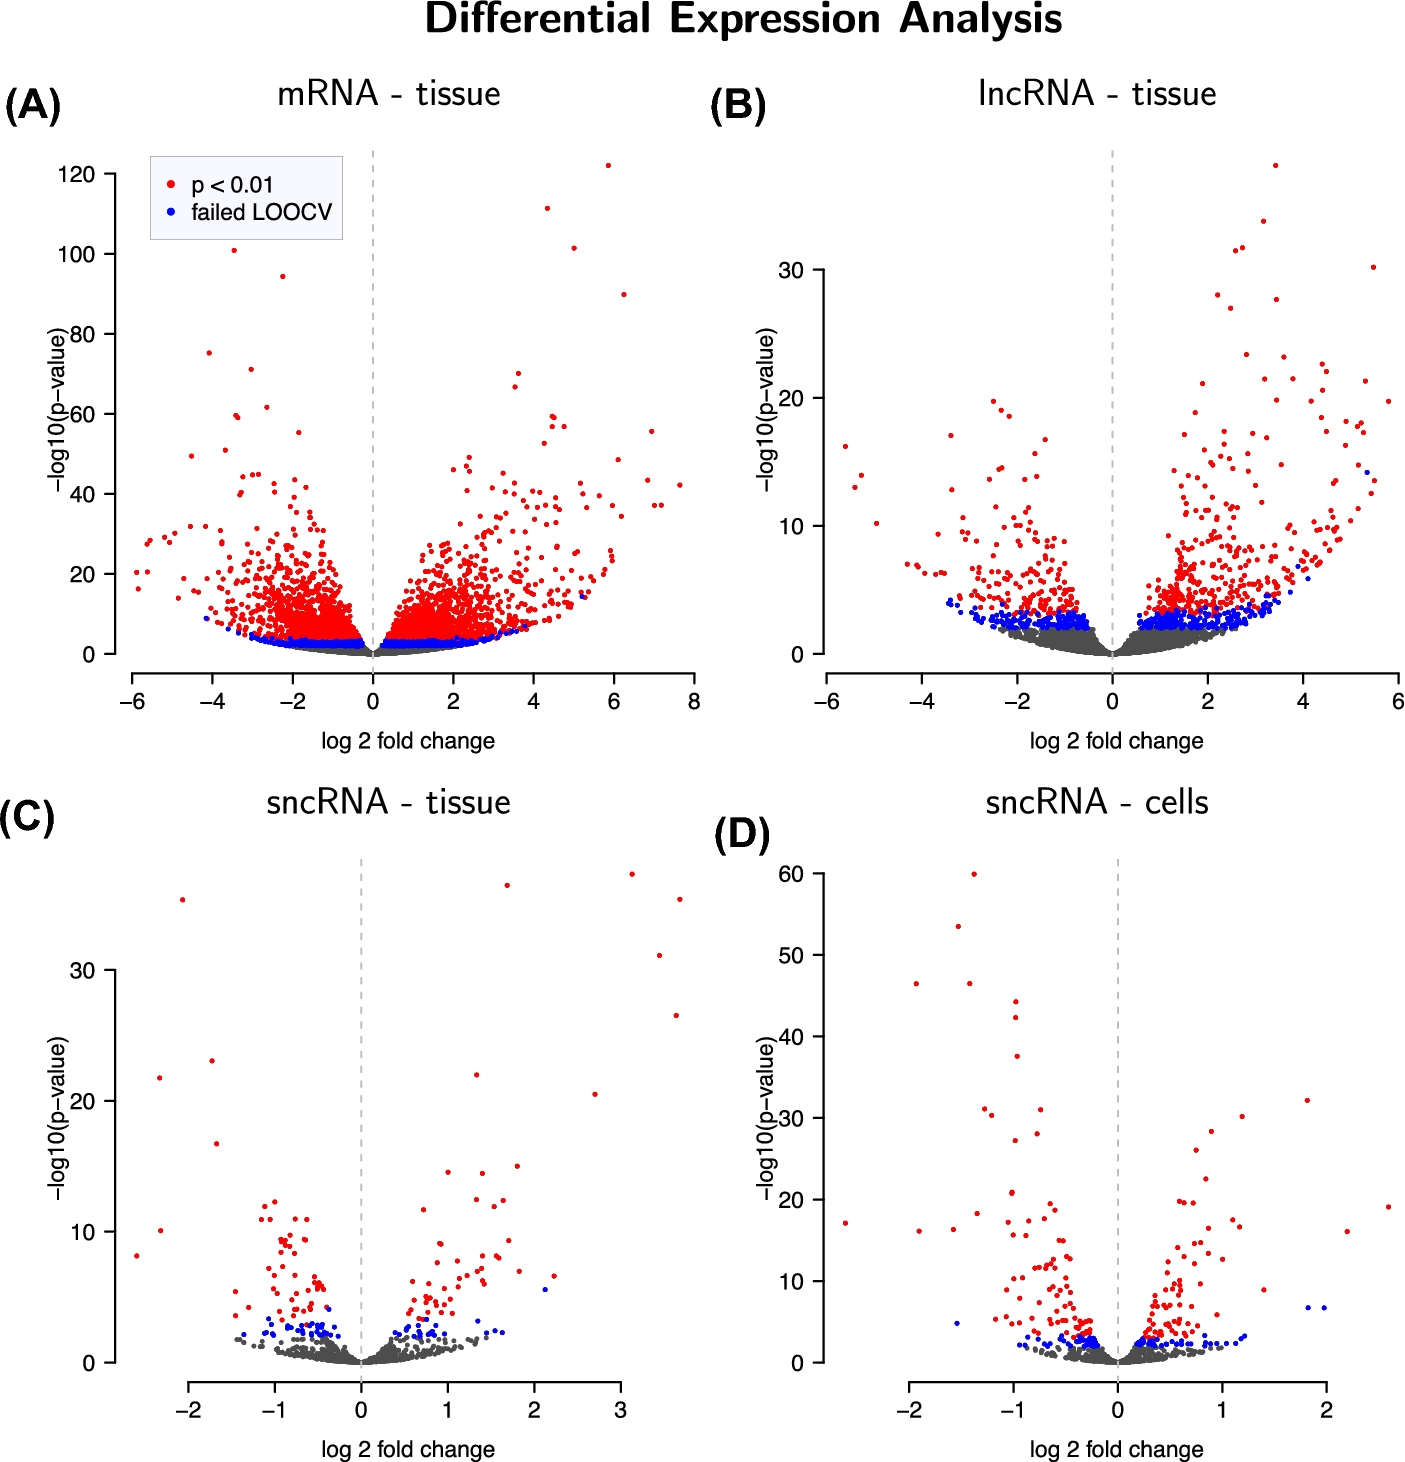 Differential Expression Analysis
(A)
mRNA - tissue
p < 0.01
failed LOOCV
−log10(p−value)
120
100
80
60
40
20
0
−6 −4 −2 0 2 4 6 8
log 2 fold change
(B)
lncRNA - tissue
−log10(p−value)
30
20
10
0
−6 −4 −2 0 2 4 6
log 2 fold change
(C)
sncRNA - tissue
−log10(p−value)
30
20
10
0
−2 −1 0 1 2 3
log 2 fold change
(D)
sncRNA - cells
−log10(p−value)
60
50
40
30
20
10
0
−2 −1 0 1 2
log 2 fold change